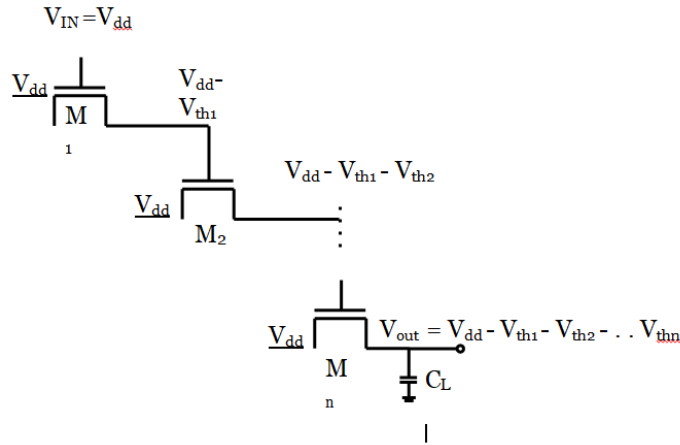 V_IN = V_dd
V_dd
V_dd-
V_th1
M
1
V_dd - V_th1 - V_th2
V_dd
M_2
V_dd
V_out = V_dd - V_th1 - V_th2 - . . V_thn
M
n
C_L